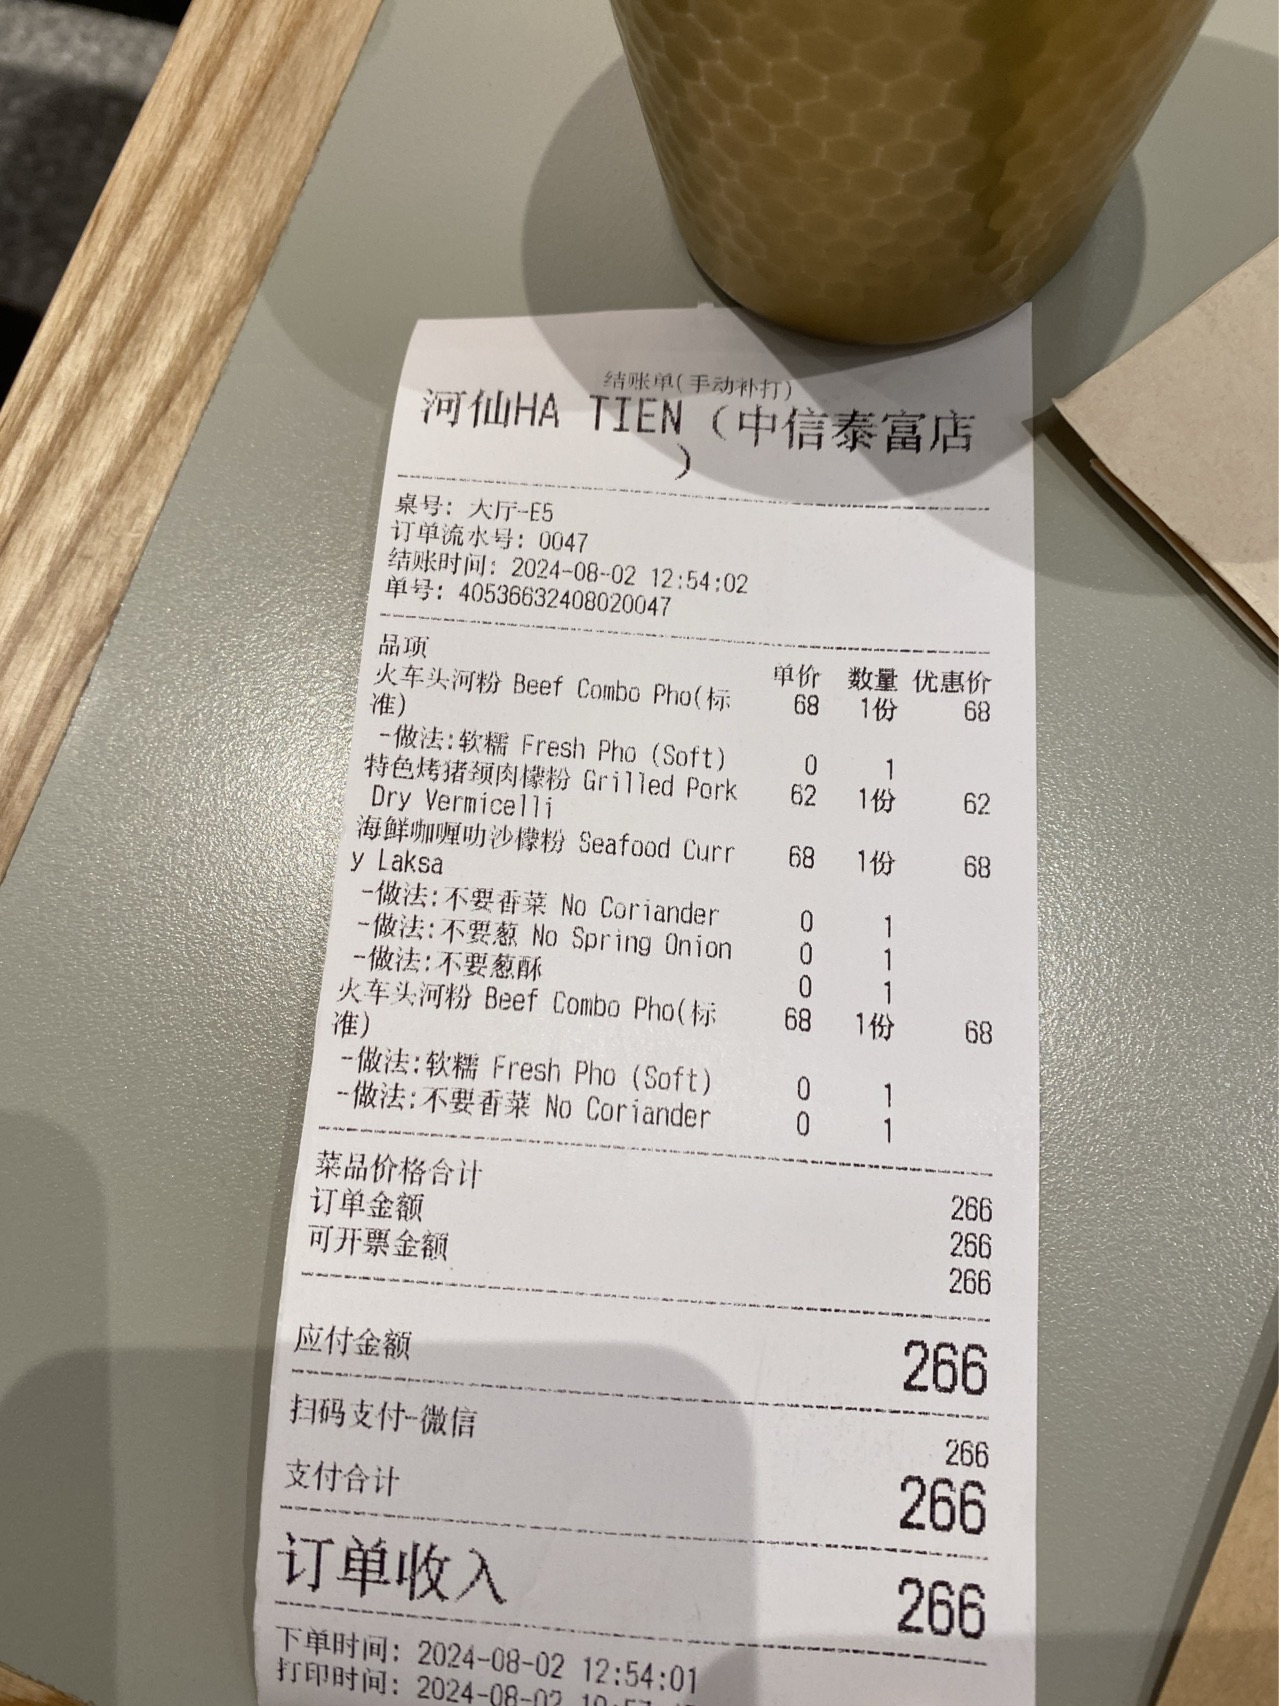 结账单(手动补打)
河仙HA TIEN（中信泰富店
）
桌号: 大厅-E5
订单流水号: 0047
结账时间: 2024-08-02 12:54:02
单号: 40536632408020047
品项 单价 数量 优惠价
火车头河粉 Beef Combo Pho(标 68 1份 68
准)
-做法:软糯 Fresh Pho (Soft) 0 1
特色烤猪颈肉檬粉 Grilled Pork 62 1份 62
Dry Vermicelli
海鲜咖喱叻沙檬粉 Seafood Curr 68 1份 68
y Laksa
-做法:不要香菜 No Coriander 0 1
-做法:不要葱 No Spring Onion 0 1
-做法:不要葱酥 0 1
火车头河粉 Beef Combo Pho(标 68 1份 68
准)
-做法:软糯 Fresh Pho (Soft) 0 1
-做法:不要香菜 No Coriander 0 1
菜品价格合计 266
订单金额 266
可开票金额 266
应付金额 266
扫码支付-微信 266
支付合计 266
订单收入 266
下单时间: 2024-08-02 12:54:01
打印时间: 2024-08-02